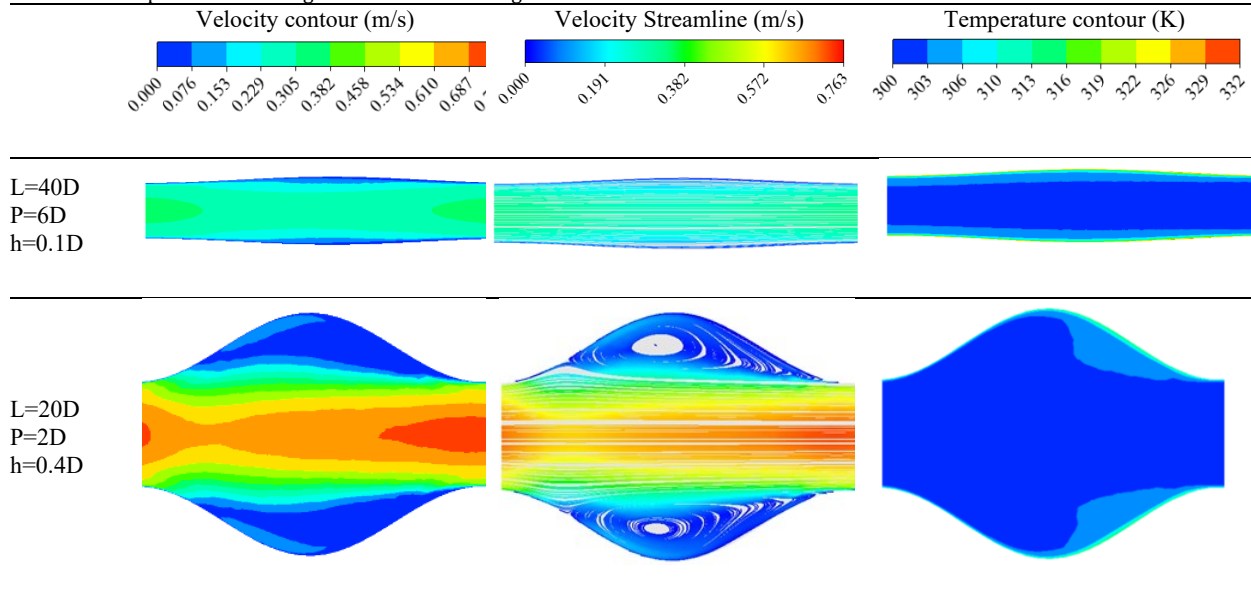 Velocity contour (m/s)
Velocity Streamline (m/s)
Temperature contour (K)
0.000 0.076 0.153 0.229 0.305 0.382 0.458 0.534 0.610 0.687
0.000 0.191 0.382 0.572 0.763
300 303 306 310 313 316 319 322 326 329 332
L=40D
P=6D
h=0.1D
L=20D
P=2D
h=0.4D